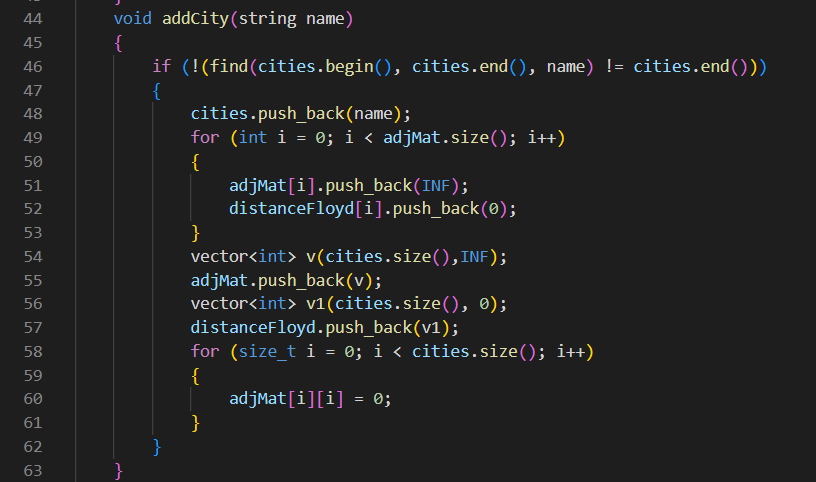 44 void addCity(string name)
45 {
46 if (!(find(cities.begin(), cities.end(), name) != cities.end()))
47 {
48 cities.push_back(name);
49 for (int i = 0; i < adjMat.size(); i++)
50 {
51 adjMat[i].push_back(INF);
52 distanceFloyd[i].push_back(0);
53 }
54 vector<int> v(cities.size(),INF);
55 adjMat.push_back(v);
56 vector<int> v1(cities.size(), 0);
57 distanceFloyd.push_back(v1);
58 for (size_t i = 0; i < cities.size(); i++)
59 {
60 adjMat[i][i] = 0;
61 }
62 }
63 }